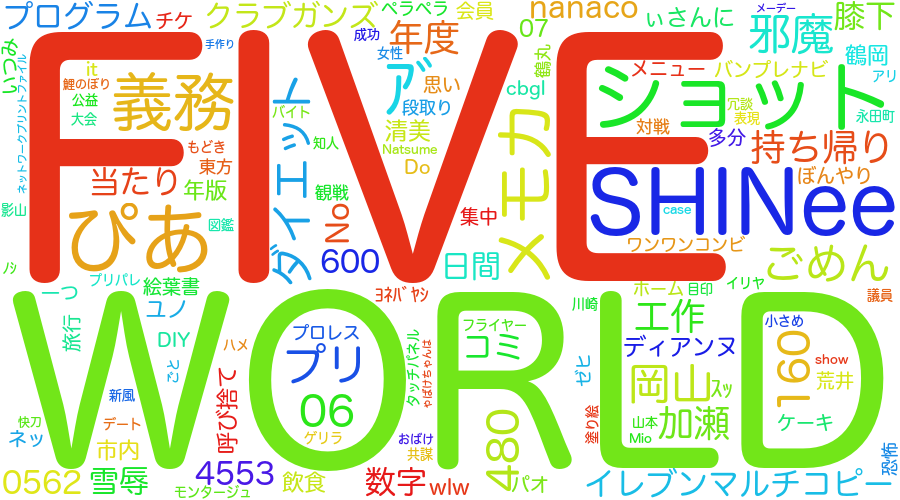 プログラム
チケ
クラブガンズ
ペラペラ
会員
nanaco
メーデー
膝下
ぃさんに
邪魔
07
鶴丸
鶴岡
アリ
いつみ
手作り
成功
女性
年度
思い
cbgl
段取り
メニュー
バンプレナビ
FIVE
it
鯉のぼり
公益
大会
ネットワークプリントファイル
義務
バイト
ダイエット
知人
清美
Natsume
Do
メモカ
ショット
冗談
表現
永田町
対戦
多分
持ち帰り
もどき
東方
当たり
年版
観戦
No
集中
SHINee
case
ぼんやり
影山
ぴあ
図鑑
600
日間
ワンワンコンビ
ごめん
プリパレ
絵葉書
ﾖﾈﾊﾞﾔｼ
ホーム
目印
イリヤ
議員
一つ
ユノ
川崎
WORLD
旅行
DIY
ごと
ハメ
プロレス
プリ
06
ゲリラ
タッチパネル
やばけちゃんは
フライヤー
コミ
工作
小さめ
ディアンヌ
160
show
荒井
ゼヒ
岡山
ｽｯ
新風
呼び捨て
快刀
ネッ
デート
市内
おばけ
共謀
480
塗り絵
山本
Mio
加瀬
ケーキ
恐怖
0562
雪辱
4553
モンタージュ
飲食
数字
wlw
パオ
イレブンマルチコピー